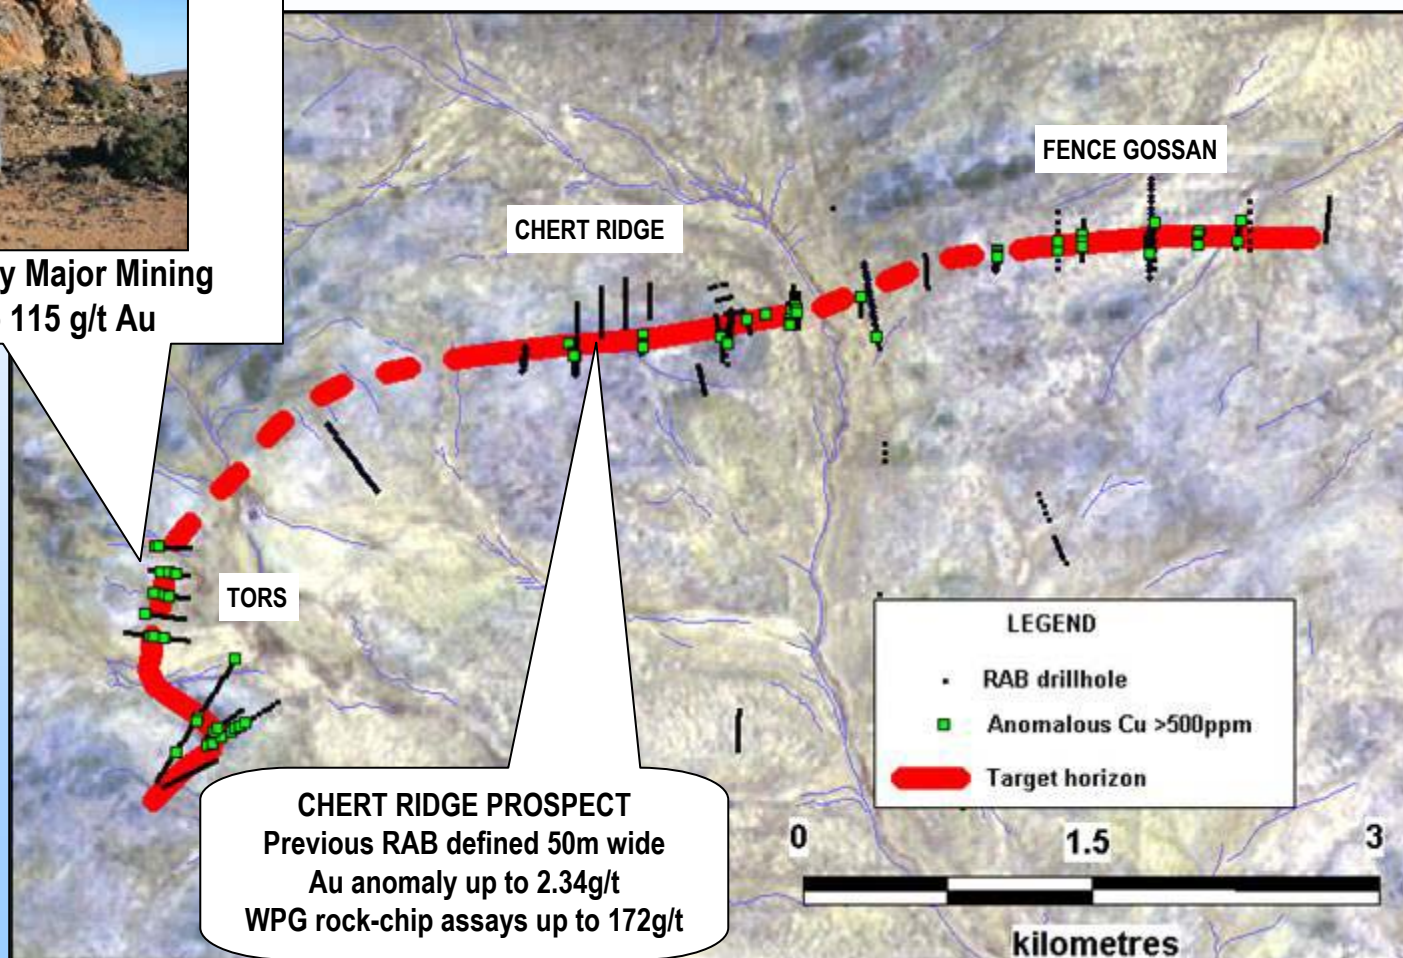 y Major Mining
115 g/t Au
FENCE GOSSAN
CHERT RIDGE
TORS
LEGEND
RAB drillhole
Anomalous Cu >500ppm
Target horizon
CHERT RIDGE PROSPECT
Previous RAB defined 50m wide
Au anomaly up to 2.34g/t
WPG rock-chip assays up to 172g/t
0 1.5 3
kilometres